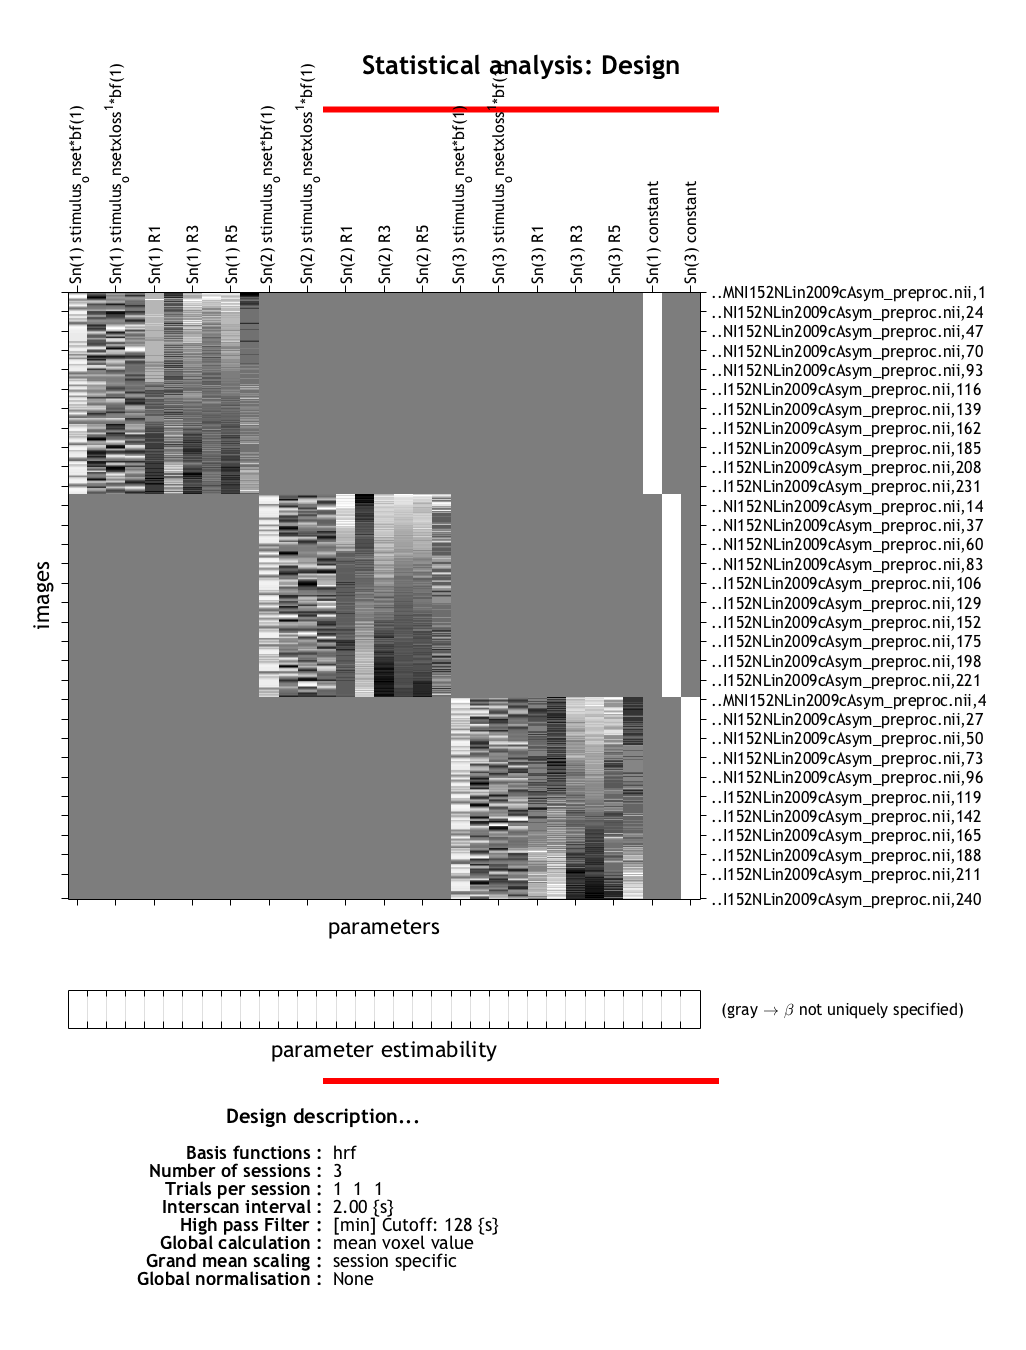 Statistical analysis: Design
Sn(1) stimulus_onset*bf(1)
Sn(1) stimulus_onsetxloss^1*bf(1)
Sn(1) R1
Sn(1) R3
Sn(1) R5
Sn(2) stimulus_onset*bf(1)
Sn(2) stimulus_onsetxloss^1*bf(1)
Sn(2) R1
Sn(2) R3
Sn(2) R5
Sn(3) stimulus_onset*bf(1)
Sn(3) stimulus_onsetxloss^1*bf(1)
Sn(3) R1
Sn(3) R3
Sn(3) R5
Sn(1) constant
Sn(3) constant
..MNI152NLin2009cAsym_preproc.nii,1
..NI152NLin2009cAsym_preproc.nii,24
..NI152NLin2009cAsym_preproc.nii,47
..NI152NLin2009cAsym_preproc.nii,70
..NI152NLin2009cAsym_preproc.nii,93
..I152NLin2009cAsym_preproc.nii,116
..I152NLin2009cAsym_preproc.nii,139
..I152NLin2009cAsym_preproc.nii,162
..I152NLin2009cAsym_preproc.nii,185
..I152NLin2009cAsym_preproc.nii,208
..I152NLin2009cAsym_preproc.nii,231
..NI152NLin2009cAsym_preproc.nii,14
..NI152NLin2009cAsym_preproc.nii,37
..NI152NLin2009cAsym_preproc.nii,60
..NI152NLin2009cAsym_preproc.nii,83
..I152NLin2009cAsym_preproc.nii,106
..I152NLin2009cAsym_preproc.nii,129
..I152NLin2009cAsym_preproc.nii,152
..I152NLin2009cAsym_preproc.nii,175
..I152NLin2009cAsym_preproc.nii,198
..I152NLin2009cAsym_preproc.nii,221
..MNI152NLin2009cAsym_preproc.nii,4
..NI152NLin2009cAsym_preproc.nii,27
..NI152NLin2009cAsym_preproc.nii,50
..NI152NLin2009cAsym_preproc.nii,73
..NI152NLin2009cAsym_preproc.nii,96
..I152NLin2009cAsym_preproc.nii,119
..I152NLin2009cAsym_preproc.nii,142
..I152NLin2009cAsym_preproc.nii,165
..I152NLin2009cAsym_preproc.nii,188
..I152NLin2009cAsym_preproc.nii,211
..I152NLin2009cAsym_preproc.nii,240
images
parameters
(gray → β not uniquely specified)
parameter estimability
Design description...
Basis functions : hrf
Number of sessions : 3
Trials per session : 1 1 1
Interscan interval : 2.00 {s}
High pass Filter : [min] Cutoff: 128 {s}
Global calculation : mean voxel value
Grand mean scaling : session specific
Global normalisation : None